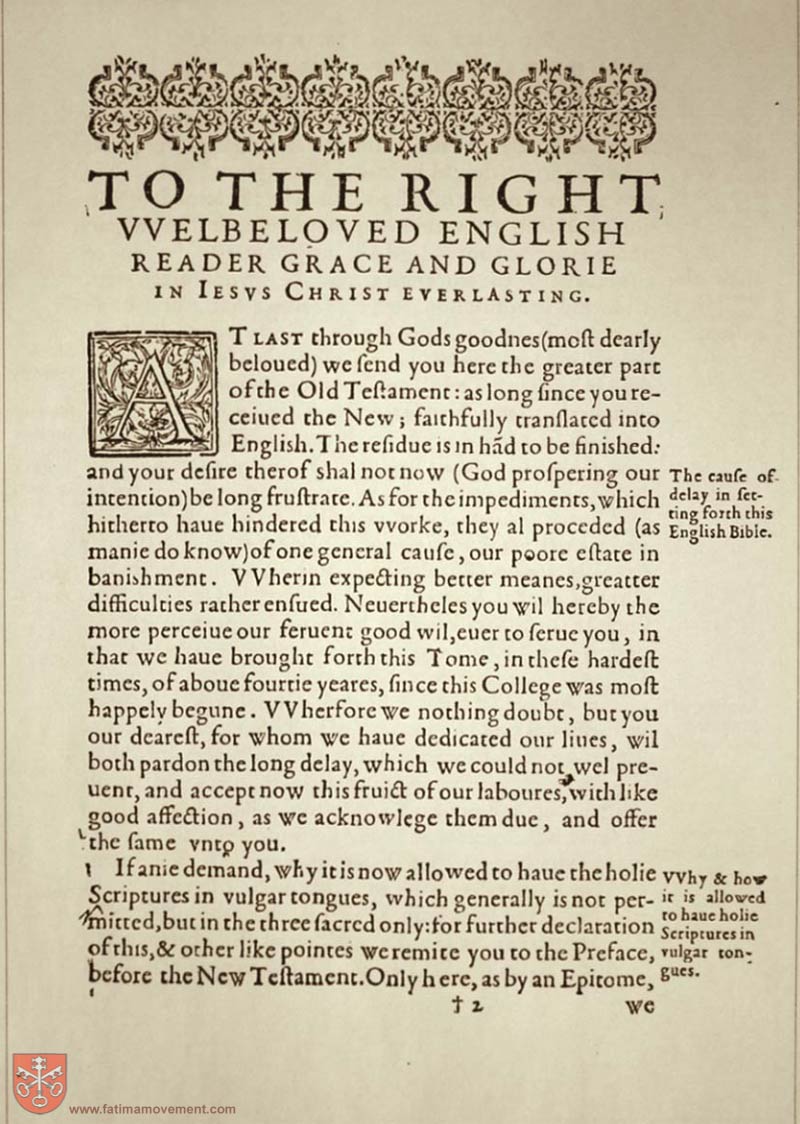 TO THE RIGHT
VVELBELOVED ENGLISH
READER GRACE AND GLORIE
IN IESVS CHRIST EVERLASTING.
AT LAST through Gods goodnes (moſt dearly
beloued) we ſend you here the greater part
of the Old Teſtament: as long ſince you re-
ceiued the New; faithfully tranſlated into
Engliſh. The reſidue is in hãd to be finiſhed:
and your deſire therof shal not now (God proſpering our
intention) be long fruſtrate. As for the impediments, which
hitherto haue hindered this vvorke, they al proceded (as
manie do know) of one general cauſe, our poore eſtate in
banishment. VVherin expecting better meanes, greatter
difficulties rather enſued. Neuertheles you wil hereby the
more perceiue our feruent good wil, euer to ſerue you, in
that we haue brought forth this Tome, in theſe hardeſt
times, of aboue fourtie yeares, ſince this College was moſt
happely begune. VVherfore we nothing doubt, but you
our deareſt, for whom we haue dedicated our liues, wil
both pardon the long delay, which we could not wel pre-
uent, and accept now this fruict of our laboures, with like
good affection, as we acknowlege them due, and offer
the ſame vnto you.
The cauſe of
delay in ſet-
ting forth this
Engliſh Bible.
If anie demand, why it is now allowed to haue the holie
Scriptures in vulgar tongues, which generally is not per-
mitted, but in the three ſacred only: for further declaration
of this, & other like pointes we remite you to the Preface,
before the New Teſtament. Only here, as by an Epitome,
VVhy & how
it is allowed
to haue holie
Scriptures in
vulgar ton-
gues.
† 2 we
www.fatimamovement.com